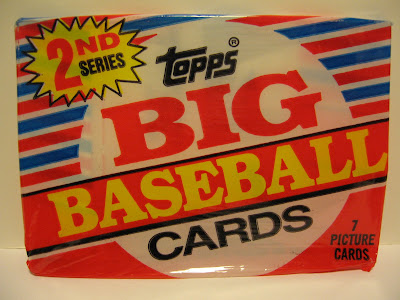 2ND
SERIES
topps®
BIG
BASEBALL
CARDS
7
PICTURE
CARDS